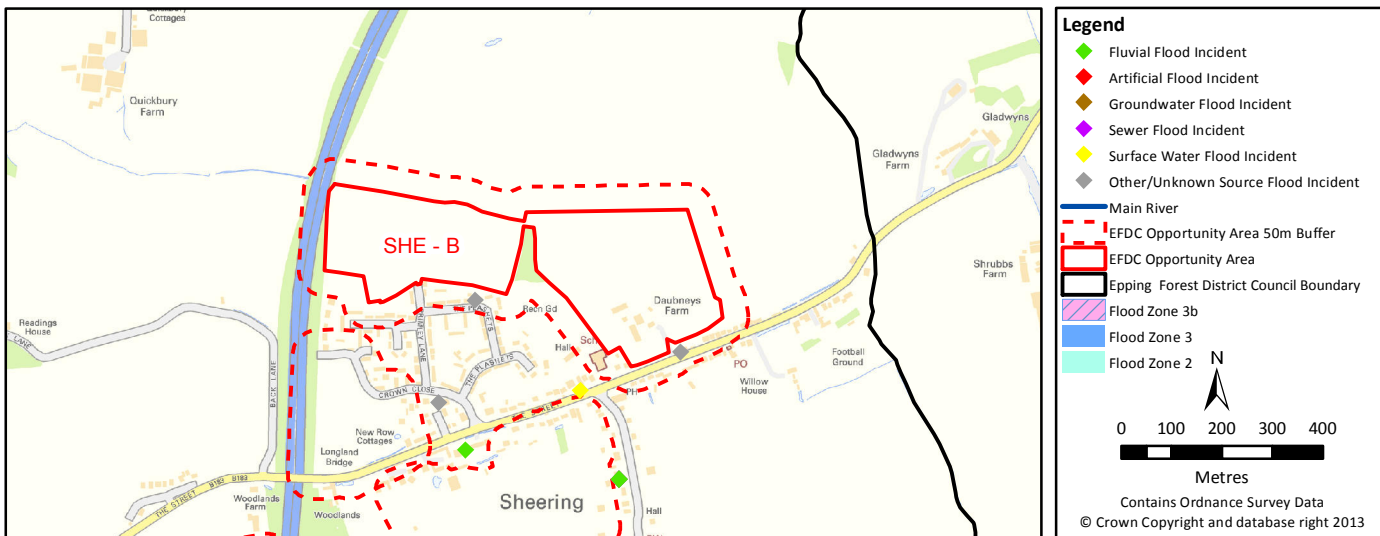 Quickbury
Cottages
Quickbury
Farm
Gladwyns
Gladwyns
Farm
SHE - B
Shrubbs
Farm
Daubneys
Farm
Readings
House
LANE
BACK LANE
Recn Gd
Hall
Sch
PO
Willow
House
Football
Ground
THE PLASHETS
CROWN CLOSE
PH
New Row
Cottages
Longland
Bridge
THE STREET B183 B183
Woodlands
Farm
Woodlands
Sheering
Hall
Legend
Fluvial Flood Incident
Artificial Flood Incident
Groundwater Flood Incident
Sewer Flood Incident
Surface Water Flood Incident
Other/Unknown Source Flood Incident
Main River
EFDC Opportunity Area 50m Buffer
EFDC Opportunity Area
Epping Forest District Council Boundary
Flood Zone 3b
Flood Zone 3
Flood Zone 2
N
0 100 200 300 400
Metres
Contains Ordnance Survey Data
© Crown Copyright and database right 2013